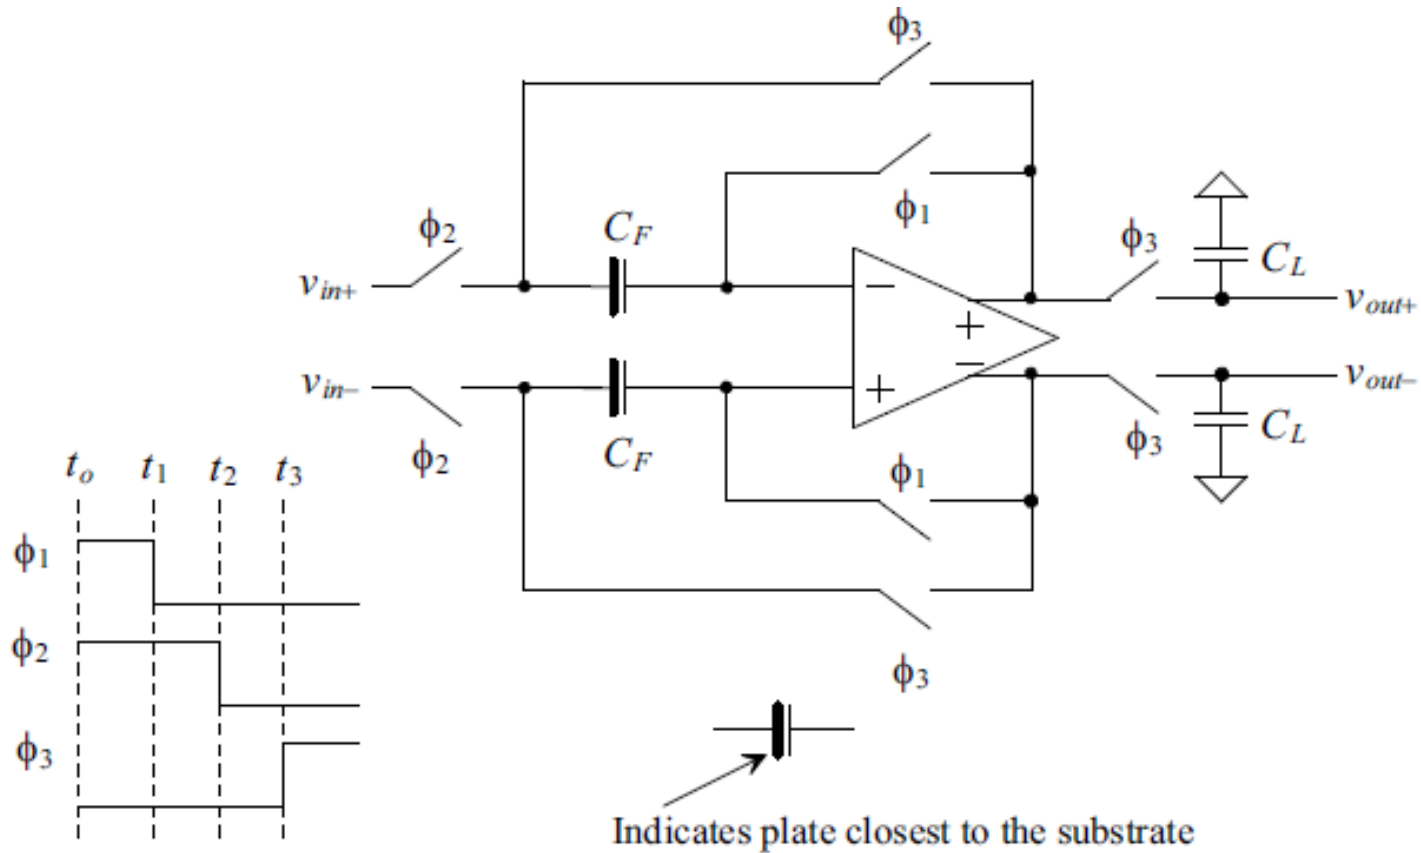 ϕ3
ϕ1
ϕ2
CF
vin+
−
+
ϕ3
CL
vout+
vin−
+
−
vout−
ϕ2
CF
ϕ1
ϕ3
CL
to t1 t2 t3
ϕ1
ϕ2
ϕ3
ϕ3
Indicates plate closest to the substrate